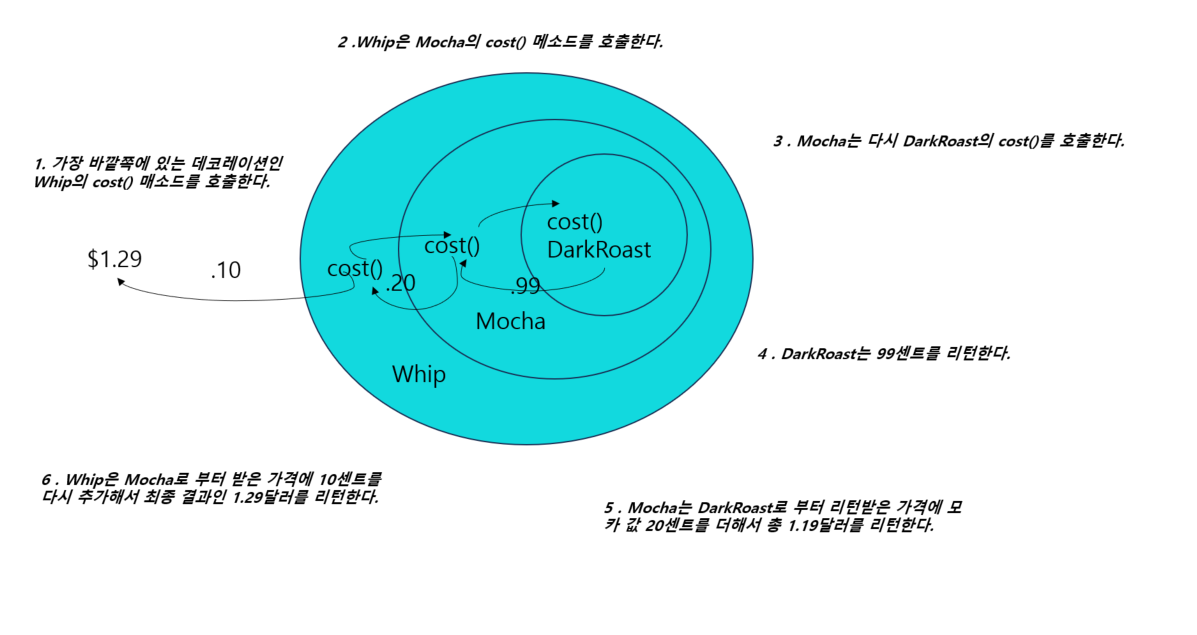 2 .Whip은 Mocha의 cost() 메소드를 호출한다.
3 . Mocha는 다시 DarkRoast의 cost()를 호출한다.
1. 가장 바깥쪽에 있는 데코레이션인
Whip의 cost() 매소드를 호출한다.
cost()
DarkRoast
cost()
$1.29
.10
cost()
.20
.99
Mocha
Whip
4 . DarkRoast는 99센트를 리턴한다.
6 . Whip은 Mocha로 부터 받은 가격에 10센트를
다시 추가해서 최종 결과인 1.29달러를 리턴한다.
5 . Mocha는 DarkRoast로 부터 리턴받은 가격에 모
카 값 20센트를 더해서 총 1.19달러를 리턴한다.